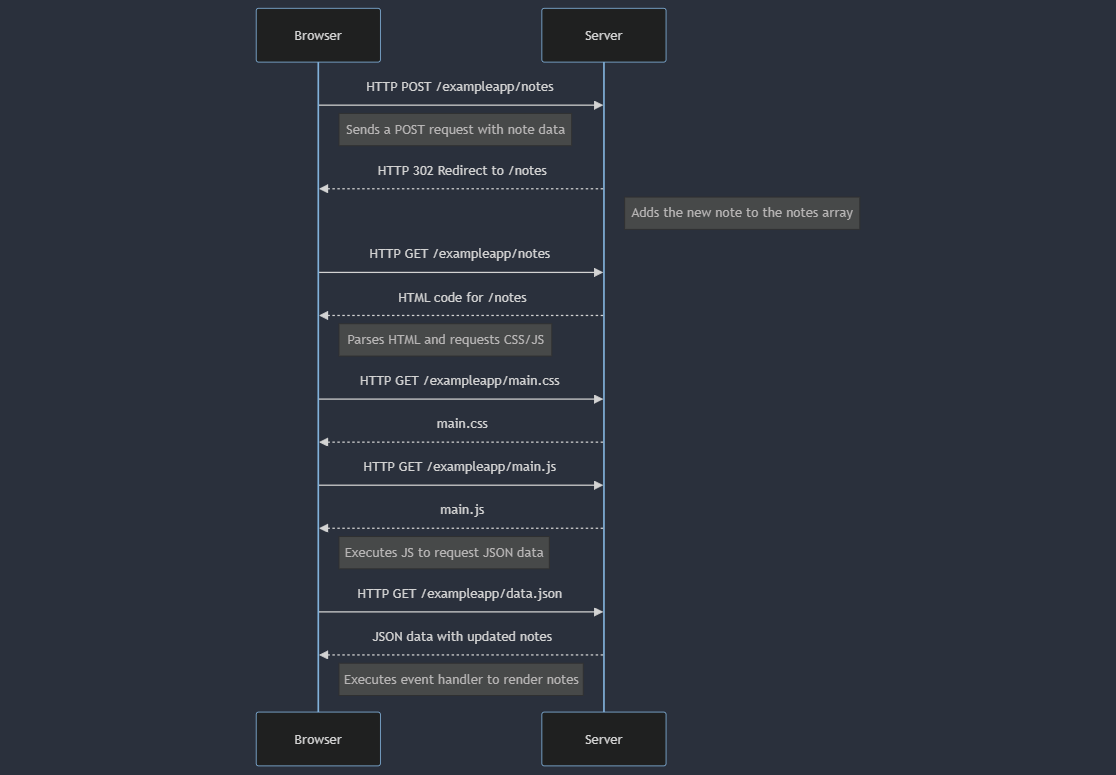 Browser
Server
HTTP POST /exampleapp/notes
Sends a POST request with note data
HTTP 302 Redirect to /notes
Adds the new note to the notes array
HTTP GET /exampleapp/notes
HTML code for /notes
Parses HTML and requests CSS/JS
HTTP GET /exampleapp/main.css
main.css
HTTP GET /exampleapp/main.js
main.js
Executes JS to request JSON data
HTTP GET /exampleapp/data.json
JSON data with updated notes
Executes event handler to render notes
Browser
Server